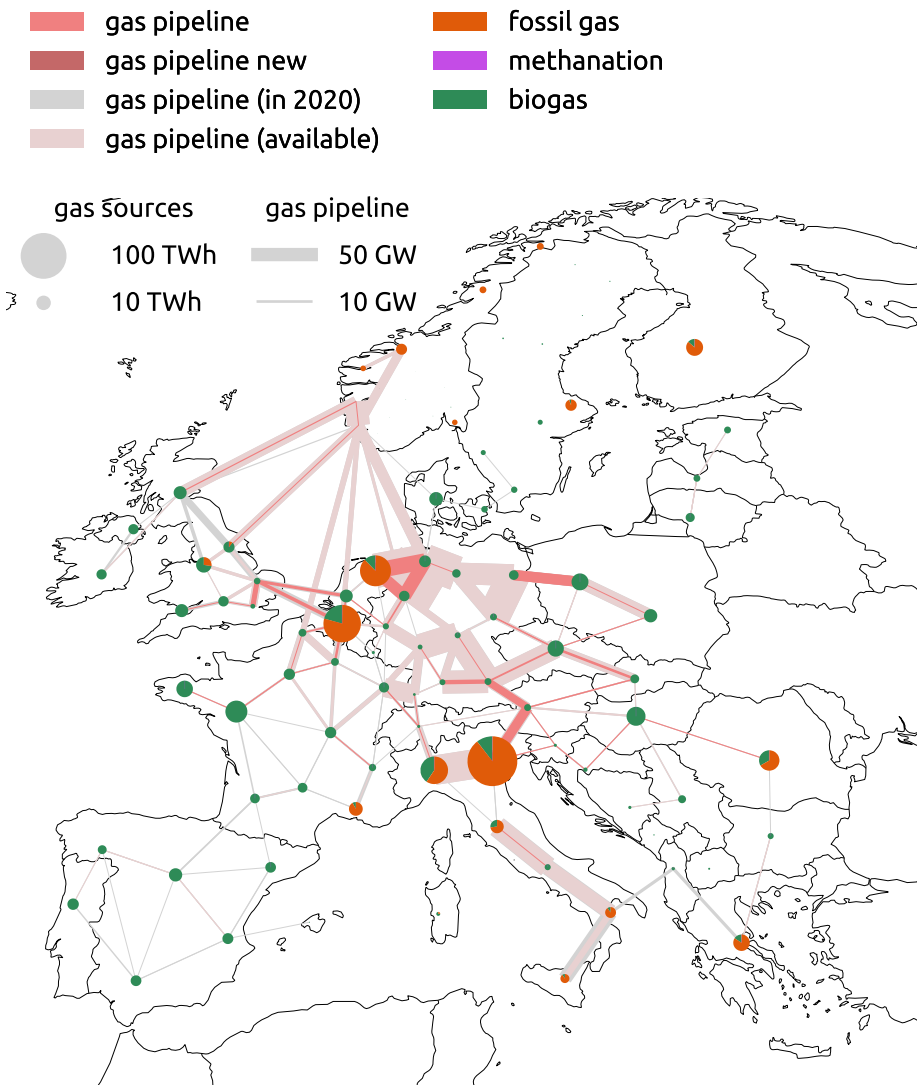 gas pipeline
gas pipeline new
gas pipeline (in 2020)
gas pipeline (available)
fossil gas
methanation
biogas
gas sources
100 TWh
10 TWh
gas pipeline
50 GW
10 GW